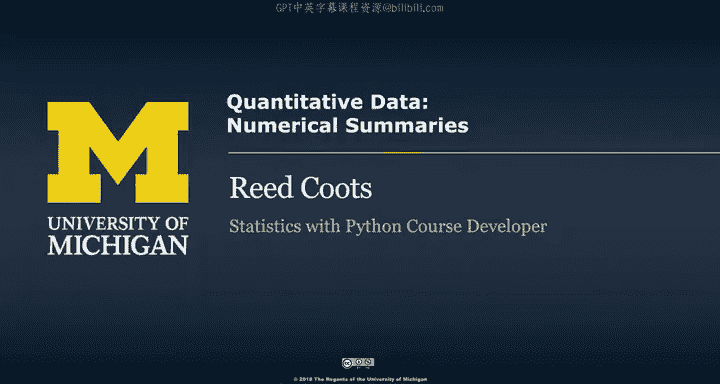 GPT中英字幕课程资源@bilibili.com
Quantitative Data:
Numerical Summaries
Reed Coots
Statistics with Python Course Developer
M
UNIVERSITY OF
MICHIGAN
© 2018 The Regents of the University of Michigan